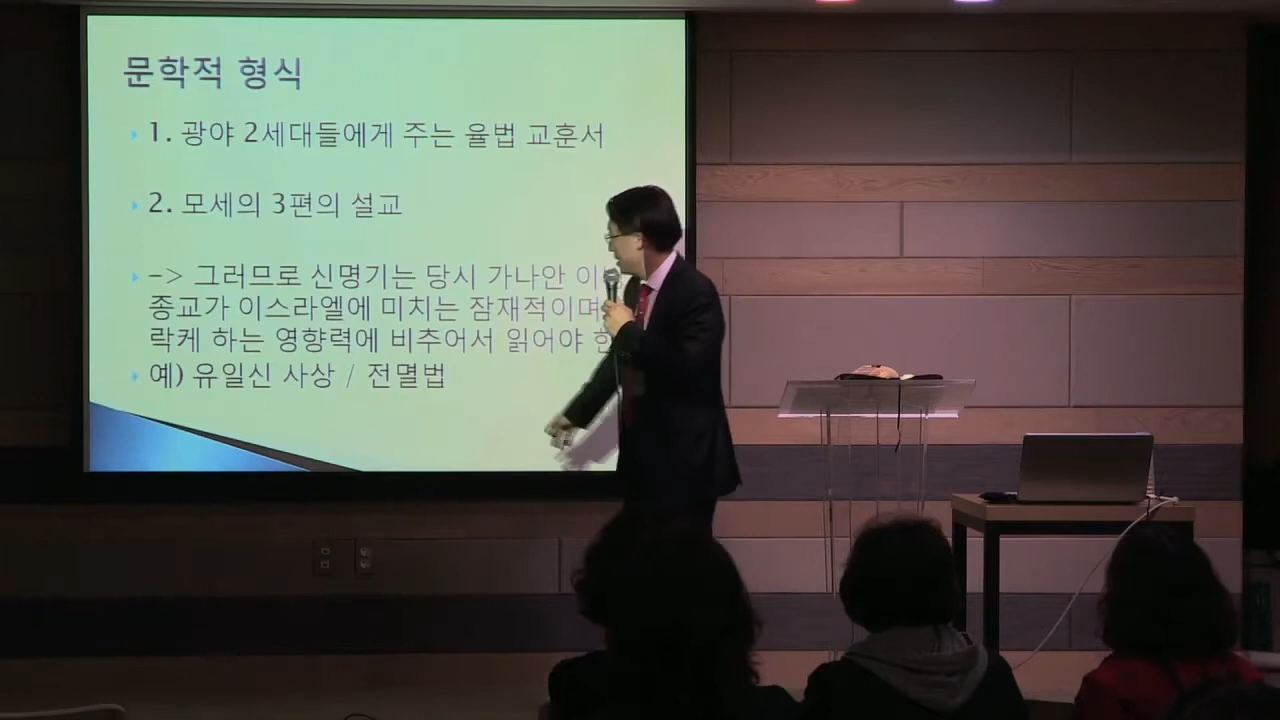 문학적 형식
1. 광야 2세대들에게 주는 율법 교훈서
2. 모세의 3편의 설교
-> 그러므로 신명기는 당시 가나안
종교가 이스라엘에 미치는 잠재적이며
락케 하는 영향력에 비추어서 읽어야
예) 유일신 사상 / 전멸법